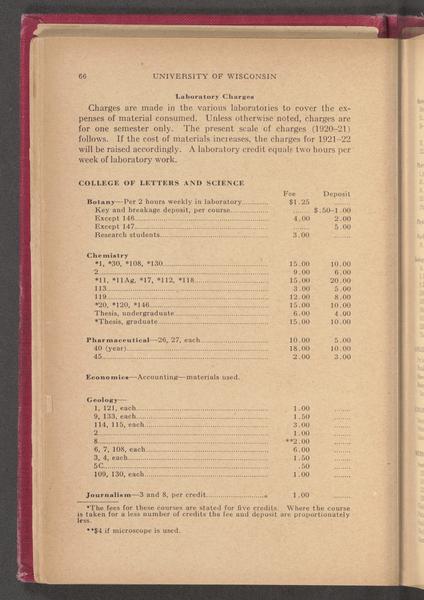 66 UNIVERSITY OF WISCONSIN
Laboratory Charges
Charges are made in the various laboratories to cover the ex-
penses of material consumed. Unless otherwise noted, charges are
for one semester only. The present scale of charges (1920-21)
follows. If the cost of materials increases, the charges for 1921-22
will be raised accordingly. A laboratory credit equals two hours per
week of laboratory work.
COLLEGE OF LETTERS AND SCIENCE
Fee Deposit
Botany—Per 2 hours weekly in laboratory............ $1.25 ........
Key and breakage deposit, per course................. ........ $.50-1.00
Except 146................. 4.00 2.00
Except 147................. ........ 5.00
Research students................. 3.00 ........
Chemistry
*1, *30, *108, *130................. 15.00 10.00
2................. 9.00 6.00
*11, *11Ag, *17, *112, *118................. 15.00 20.00
113................. 3.00 5.00
119................. 12.00 8.00
*20, *120, *146................. 15.00 10.00
Thesis, undergraduate................. 6.00 4.00
*Thesis, graduate................. 15.00 10.00
Pharmaceutical—26, 27, each................. 10.00 5.00
40 (year)................. 18.00 10.00
45................. 2.00 3.00
Economics—Accounting—materials used.
Geology—
1, 121, each................. 1.00 ........
9, 133, each................. 1.50 ........
114, 115, each................. 3.00 ........
2................. 1.00 ........
8................. **2.00 ........
6, 7, 108, each................. 6.00 ........
3, 4, each................. 1.50 ........
5C................. .50 ........
109, 130, each................. 1.00 ........
Journalism—3 and 8, per credit................. 1.00 ........
*The fees for these courses are stated for five credits. Where the course
is taken for a less number of credits the fee and deposit are proportionately
less.
**$4 if microscope is used.